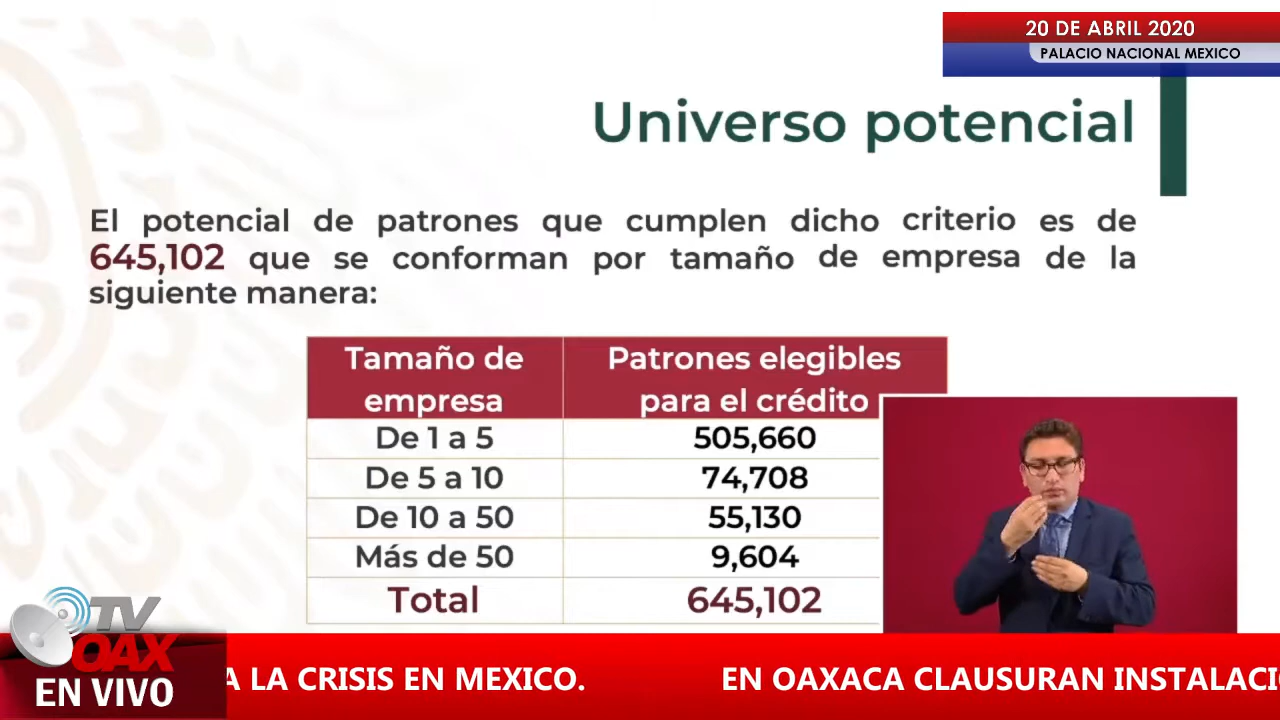 20 DE ABRIL 2020
PALACIO NACIONAL MEXICO
Universo potencial
El potencial de patrones que cumplen dicho criterio es de
645,102 que se conforman por tamaño de empresa de la
siguiente manera:
Tamaño de empresa
Patrones elegibles para el crédito
De 1 a 5 505,660
De 5 a 10 74,708
De 10 a 50 55,130
Más de 50 9,604
Total 645,102
TV
OAX
EN VIVO
A LA CRISIS EN MEXICO. EN OAXACA CLAUSURAN